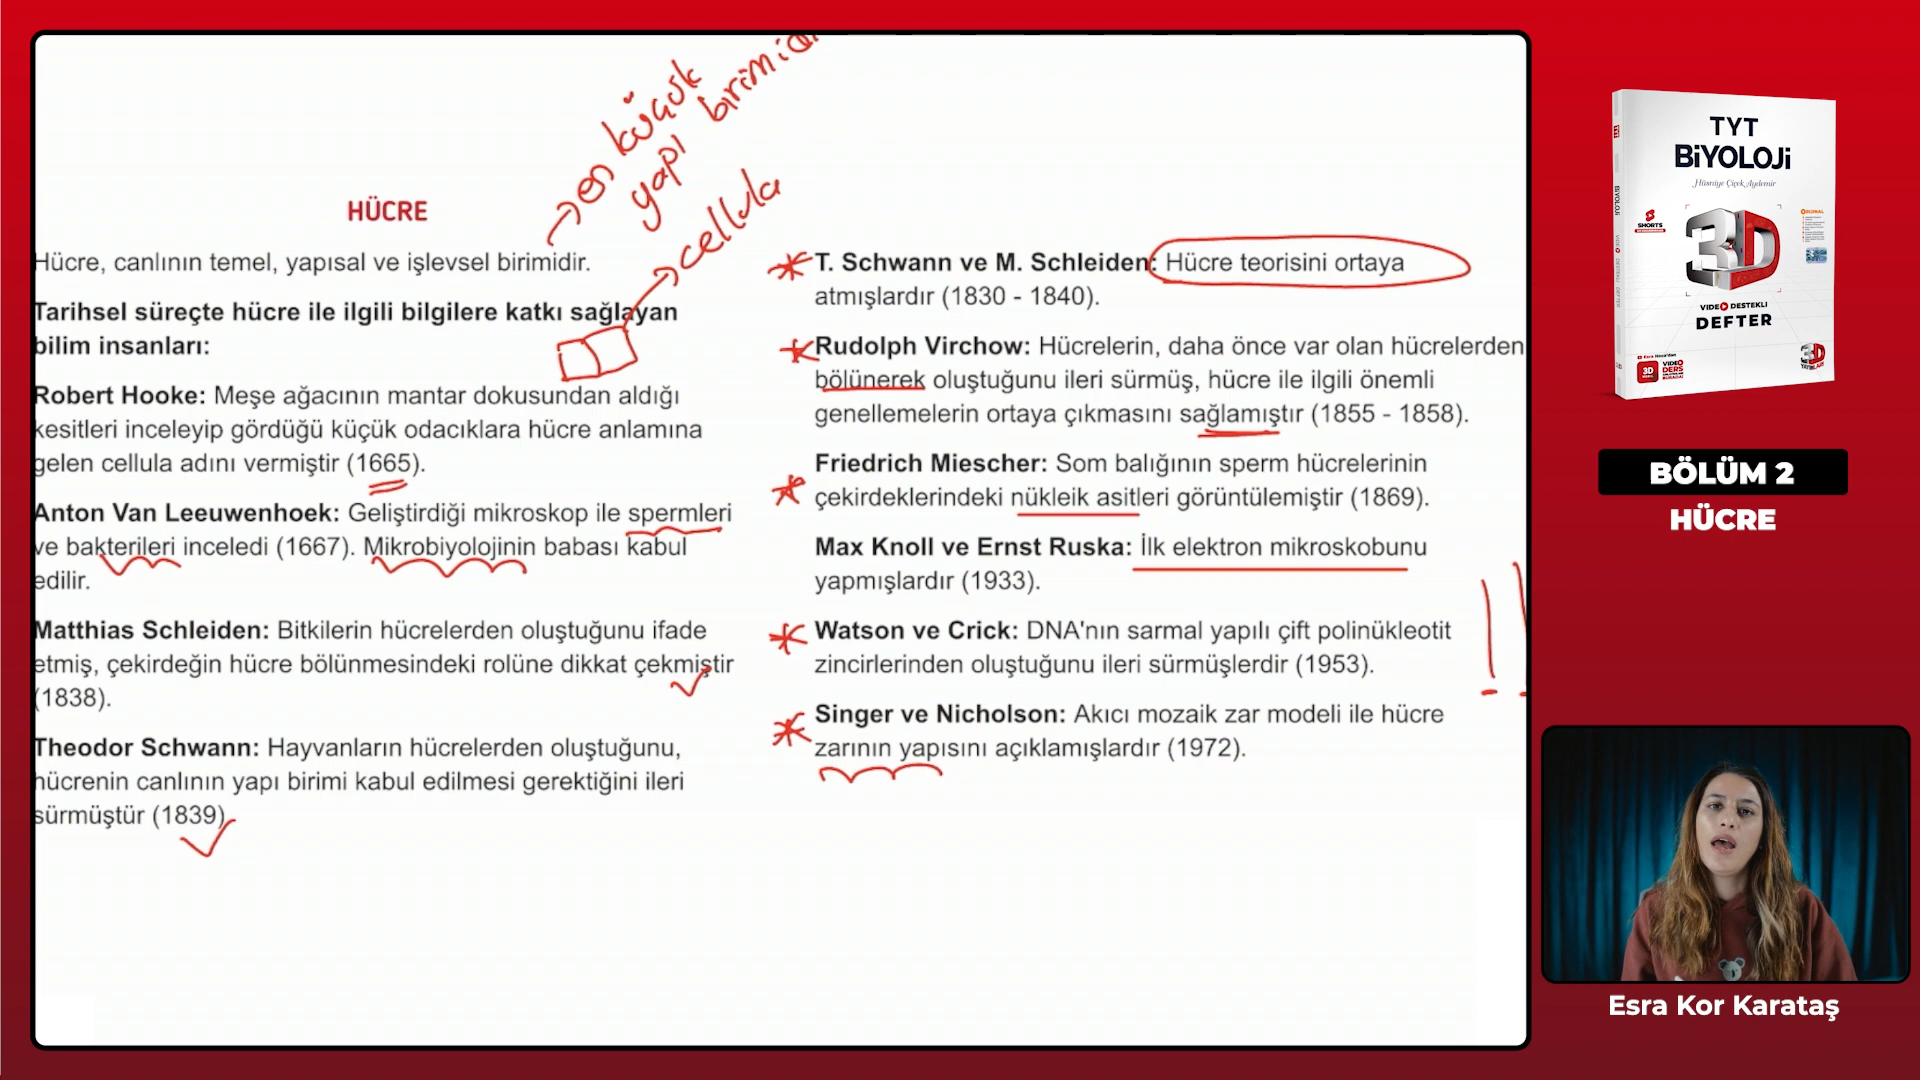 en küçük
yapı birimidir
cellula
HÜCRE
Hücre, canlının temel, yapısal ve işlevsel birimidir.
Tarihsel süreçte hücre ile ilgili bilgilere katkı sağlayan
bilim insanları:
Robert Hooke: Meşe ağacının mantar dokusundan aldığı
kesitleri inceleyip gördüğü küçük odacıklara hücre anlamına
gelen cellula adını vermiştir (1665).
Anton Van Leeuwenhoek: Geliştirdiği mikroskop ile spermleri
ve bakterileri inceledi (1667). Mikrobiyolojinin babası kabul
edilir.
Matthias Schleiden: Bitkilerin hücrelerden oluştuğunu ifade
etmiş, çekirdeğin hücre bölünmesindeki rolüne dikkat çekmiştir
(1838).
Theodor Schwann: Hayvanların hücrelerden oluştuğunu,
hücrenin canlının yapı birimi kabul edilmesi gerektiğini ileri
sürmüştür (1839)
T. Schwann ve M. Schleiden: Hücre teorisini ortaya
atmışlardır (1830 - 1840).
Rudolph Virchow: Hücrelerin, daha önce var olan hücrelerden
bölünerek oluştuğunu ileri sürmüş, hücre ile ilgili önemli
genellemelerin ortaya çıkmasını sağlamıştır (1855 - 1858).
Friedrich Miescher: Som balığının sperm hücrelerinin
çekirdeklerindeki nükleik asitleri görüntülemiştir (1869).
Max Knoll ve Ernst Ruska: İlk elektron mikroskobunu
yapmışlardır (1933).
Watson ve Crick: DNA'nın sarmal yapılı çift polinükleotit
zincirlerinden oluştuğunu ileri sürmüşlerdir (1953).
Singer ve Nicholson: Akıcı mozaik zar modeli ile hücre
zarının yapısını açıklamışlardır (1972).
!!
TYT
BİYOLOJİ
Hüsniye Çiçek Aydemir
SHORTS
3D
VIDEO DESTEKLİ
DEFTER
BÖLÜM 2
HÜCRE
Esra Kor Karataş